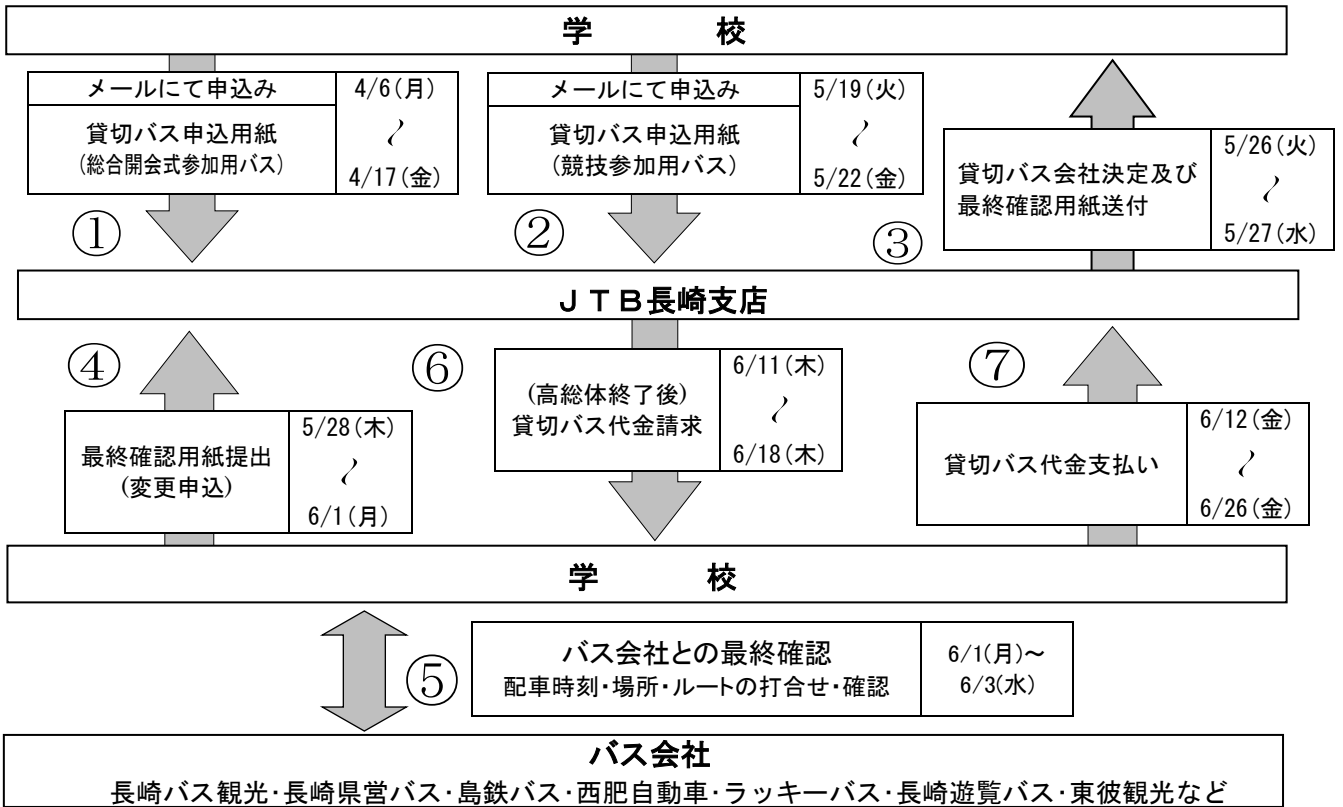 学 校
メールにて申込み
貸切バス申込用紙
(総合開会式参加用バス)
4/6(月)
~
4/17(金)
①
メールにて申込み
貸切バス申込用紙
(競技参加用バス)
5/19(火)
~
5/22(金)
②
貸切バス会社決定及び
最終確認用紙送付
5/26(火)
~
5/27(水)
③
JTB長崎支店
④
最終確認用紙提出
(変更申込)
5/28(木)
~
6/1(月)
⑥
(高総体終了後)
貸切バス代金請求
6/11(木)
~
6/18(木)
⑦
貸切バス代金支払い
6/12(金)
~
6/26(金)
学 校
⑤
バス会社との最終確認
配車時刻・場所・ルートの打合せ・確認
6/1(月)~
6/3(水)
バス会社
長崎バス観光・長崎県営バス・島鉄バス・西肥自動車・ラッキーバス・長崎遊覧バス・東彼観光など